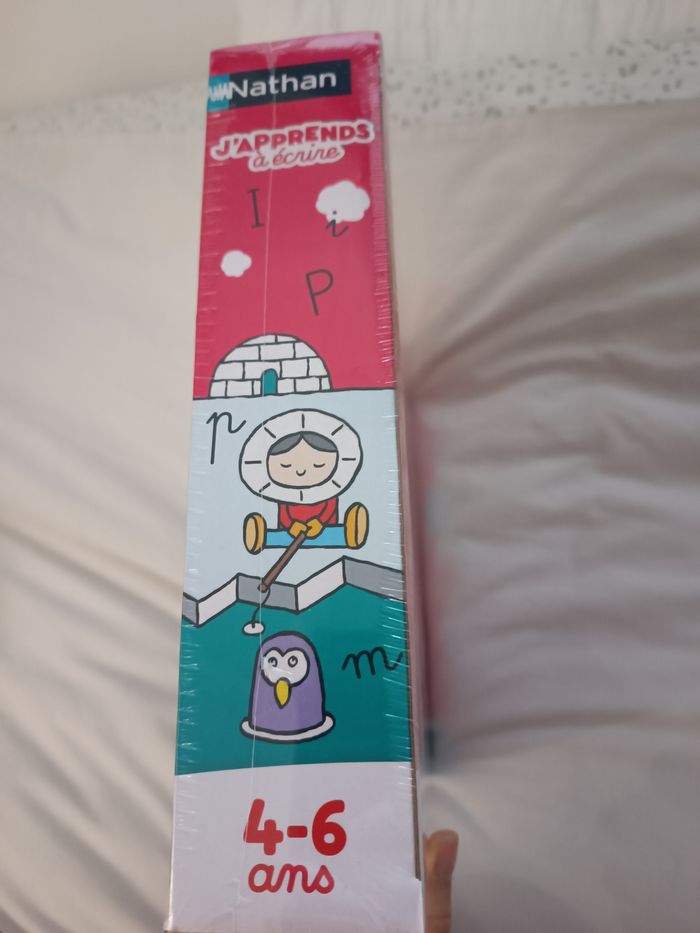 Nathan
J'APPRENDS
à écrire
I
i
P
p
m
4-6
ans